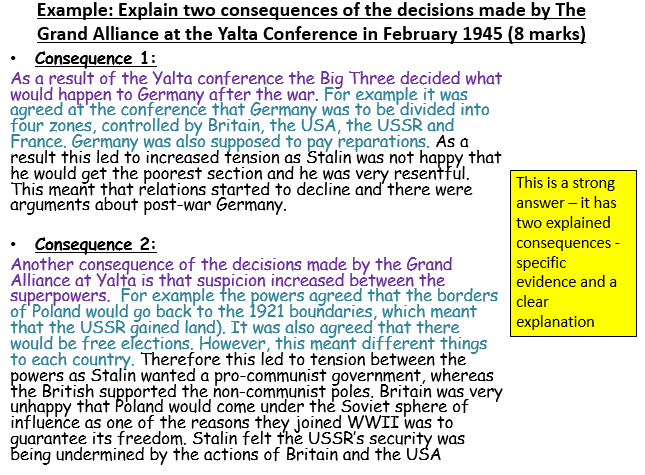 Example: Explain two consequences of the decisions made by The
Grand Alliance at the Yalta Conference in February 1945 (8 marks)
• Consequence 1:
As a result of the Yalta conference the Big Three decided what
would happen to Germany after the war. For example it was
agreed at the conference that Germany was to be divided into
four zones, controlled by Britain, the USA, the USSR and
France. Germany was also supposed to pay reparations. As a
result this led to increased tension as Stalin was not happy that
he would get the poorest section and he was very resentful.
This meant that relations started to decline and there were
arguments about post-war Germany.
• Consequence 2:
Another consequence of the decisions made by the Grand
Alliance at Yalta is that suspicion increased between the
superpowers. For example the powers agreed that the borders
of Poland would go back to the 1921 boundaries, which meant
that the USSR gained land). It was also agreed that there
would be free elections. However, this meant different things
to each country. Therefore this led to tension between the
powers as Stalin wanted a pro-communist government, whereas
the British supported the non-communist poles. Britain was very
unhappy that Poland would come under the Soviet sphere of
influence as one of the reasons they joined WWII was to
guarantee its freedom. Stalin felt the USSR's security was
being undermined by the actions of Britain and the USA
This is a strong
answer – it has
two explained
consequences -
specific
evidence and a
clear
explanation